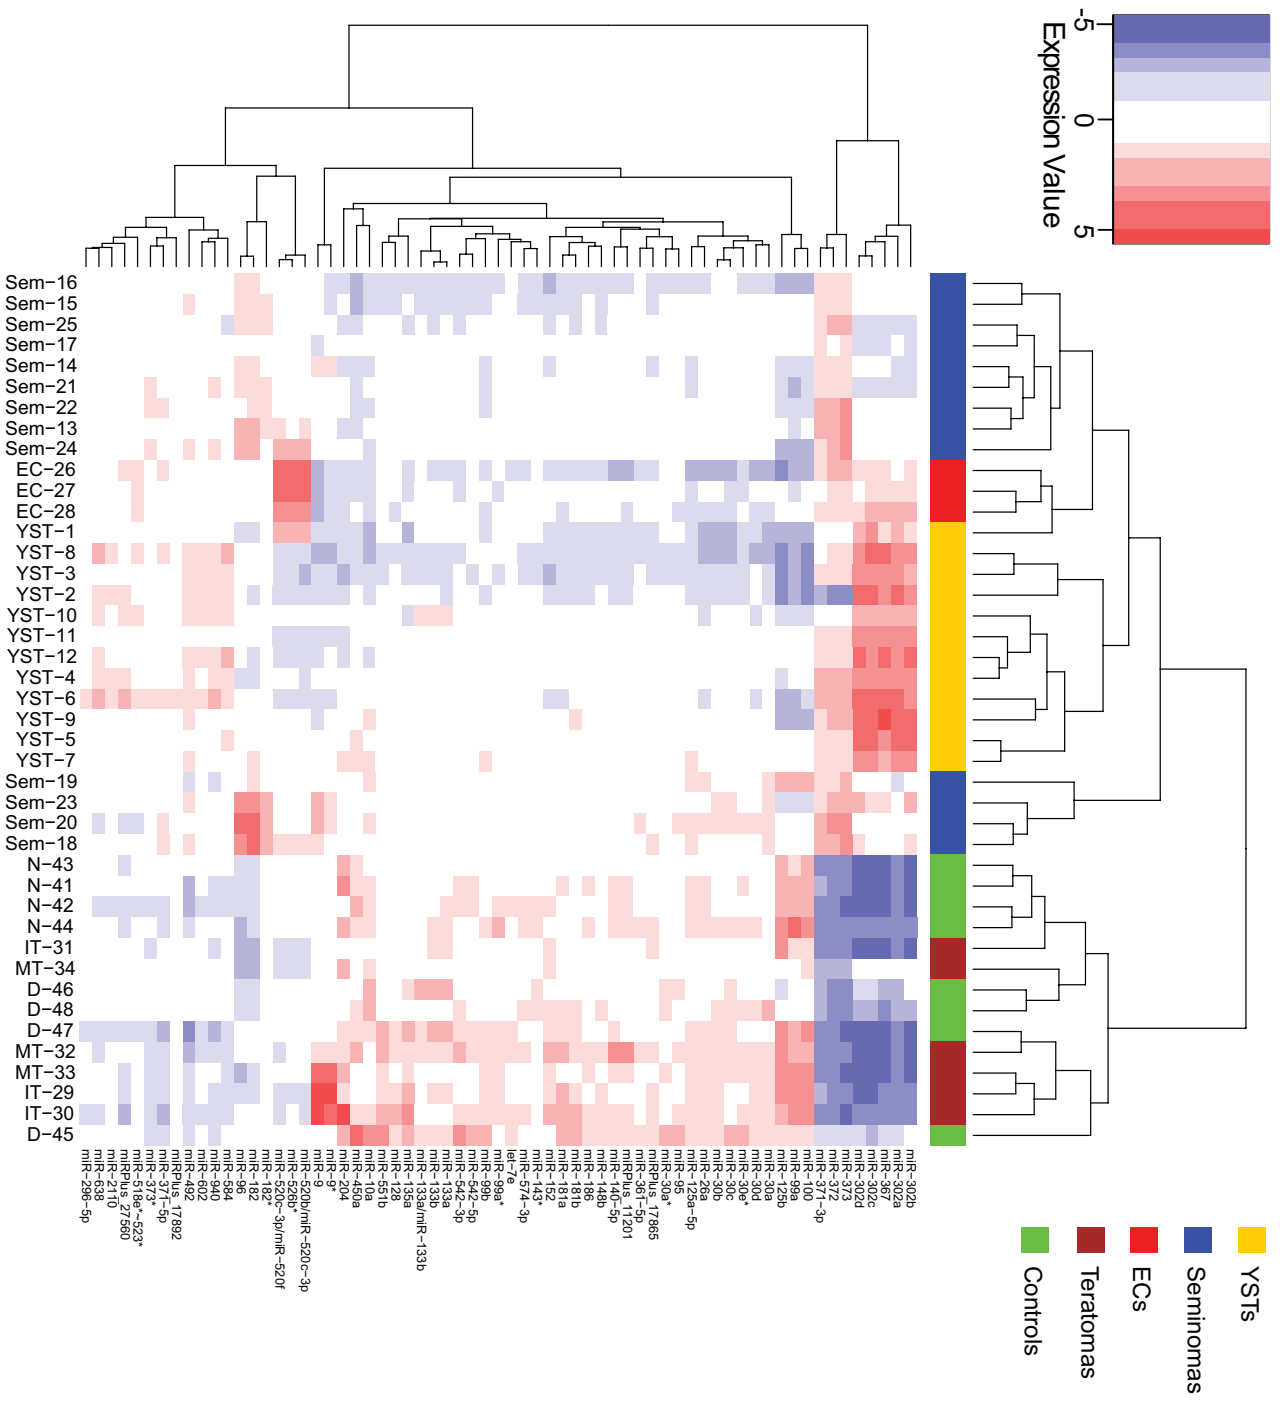 -5
0
5
Expression Value
Sem-16
Sem-15
Sem-25
Sem-17
Sem-14
Sem-21
Sem-22
Sem-13
Sem-24
EC-26
EC-27
EC-28
YST-1
YST-8
YST-3
YST-2
YST-10
YST-11
YST-12
YST-4
YST-6
YST-9
YST-5
YST-7
Sem-19
Sem-23
Sem-20
Sem-18
N-43
N-41
N-42
N-44
IT-31
MT-34
D-46
D-48
D-47
MT-32
MT-33
IT-29
IT-30
D-45
miR-302b
miR-302a
miR-367
miR-302c
miR-302d
miR-373
miR-372
miR-371-3p
miR-100
miR-99a
miR-125b
miR-30a
miR-30d
miR-30e*
miR-30c
miR-30b
miR-26a
miR-125a-5p
miR-95
miR-30a*
miRPlus_17865
miR-361-5p
miRPlus_11201
miR-140-5p
miR-148b
miR-186
miR-181b
miR-181a
miR-152
miR-143*
miR-574-3p
let-7e
miR-99a*
miR-99b
miR-542-5p
miR-542-3p
miR-133a
miR-133b
miR-133a/miR-133b
miR-135a
miR-128
miR-551b
miR-10a
miR-450a
miR-204
miR-9*
miR-9
miR-520b/miR-520c-3p
miR-526b*
miR-520c-3p/miR-520f
miR-182*
miR-182
miR-96
miR-584
miR-940
miR-602
miR-492
miRPlus_17892
miR-371-5p
miR-373*
miR-518e*~523*
miRPlus_27560
miR-2110
miR-638
miR-296-5p
YSTs
Seminomas
ECs
Teratomas
Controls